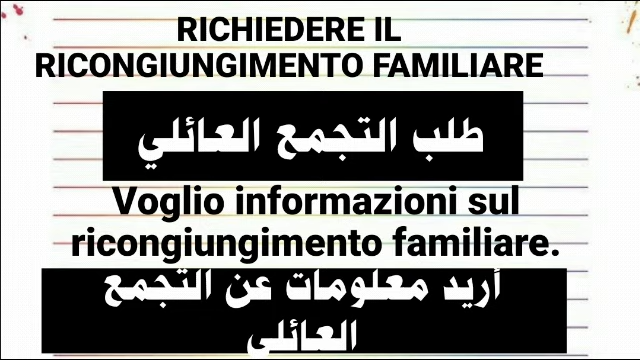 RICHIEDERE IL
RICONGIUNGIMENTO FAMILIARE
طلب التجمع العائلي
Voglio informazioni sul
ricongiungimento familiare.
أريد معلومات عن التجمع
العائلي